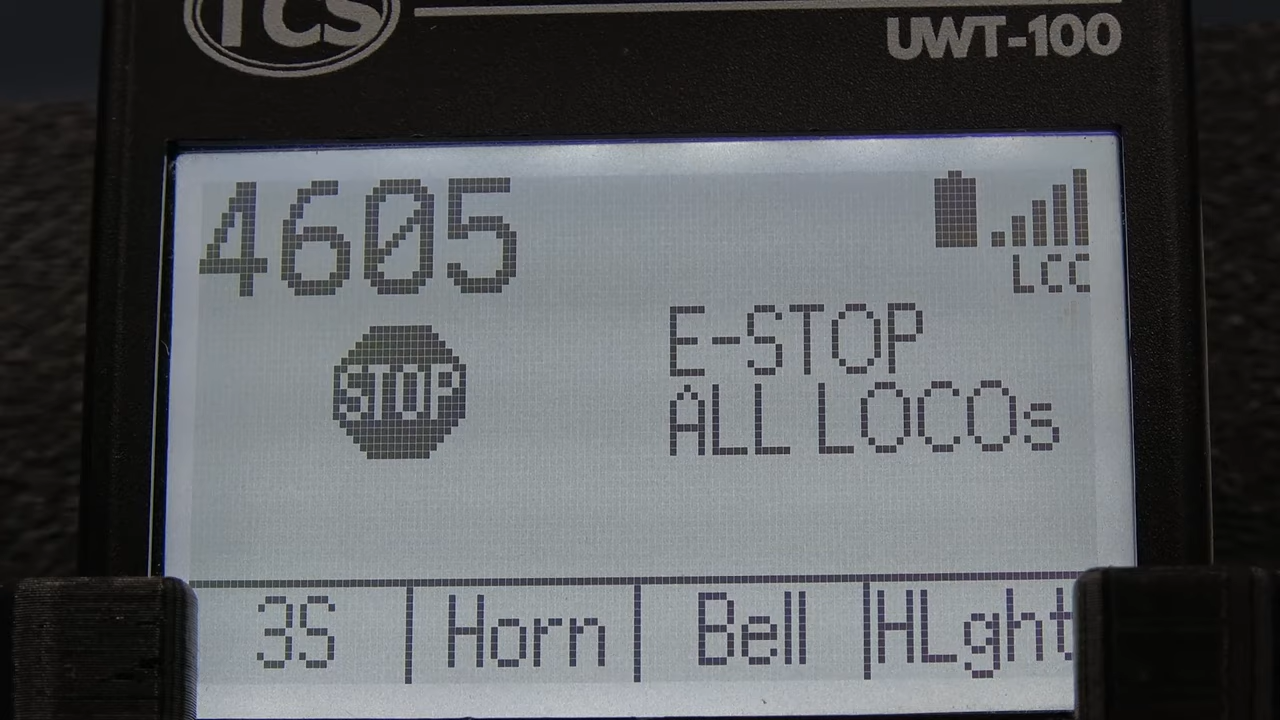 TCS
UWT-100
4605
LCC
STOP
E-STOP
ALL LOCOs
3S
Horn
Bell
HLght